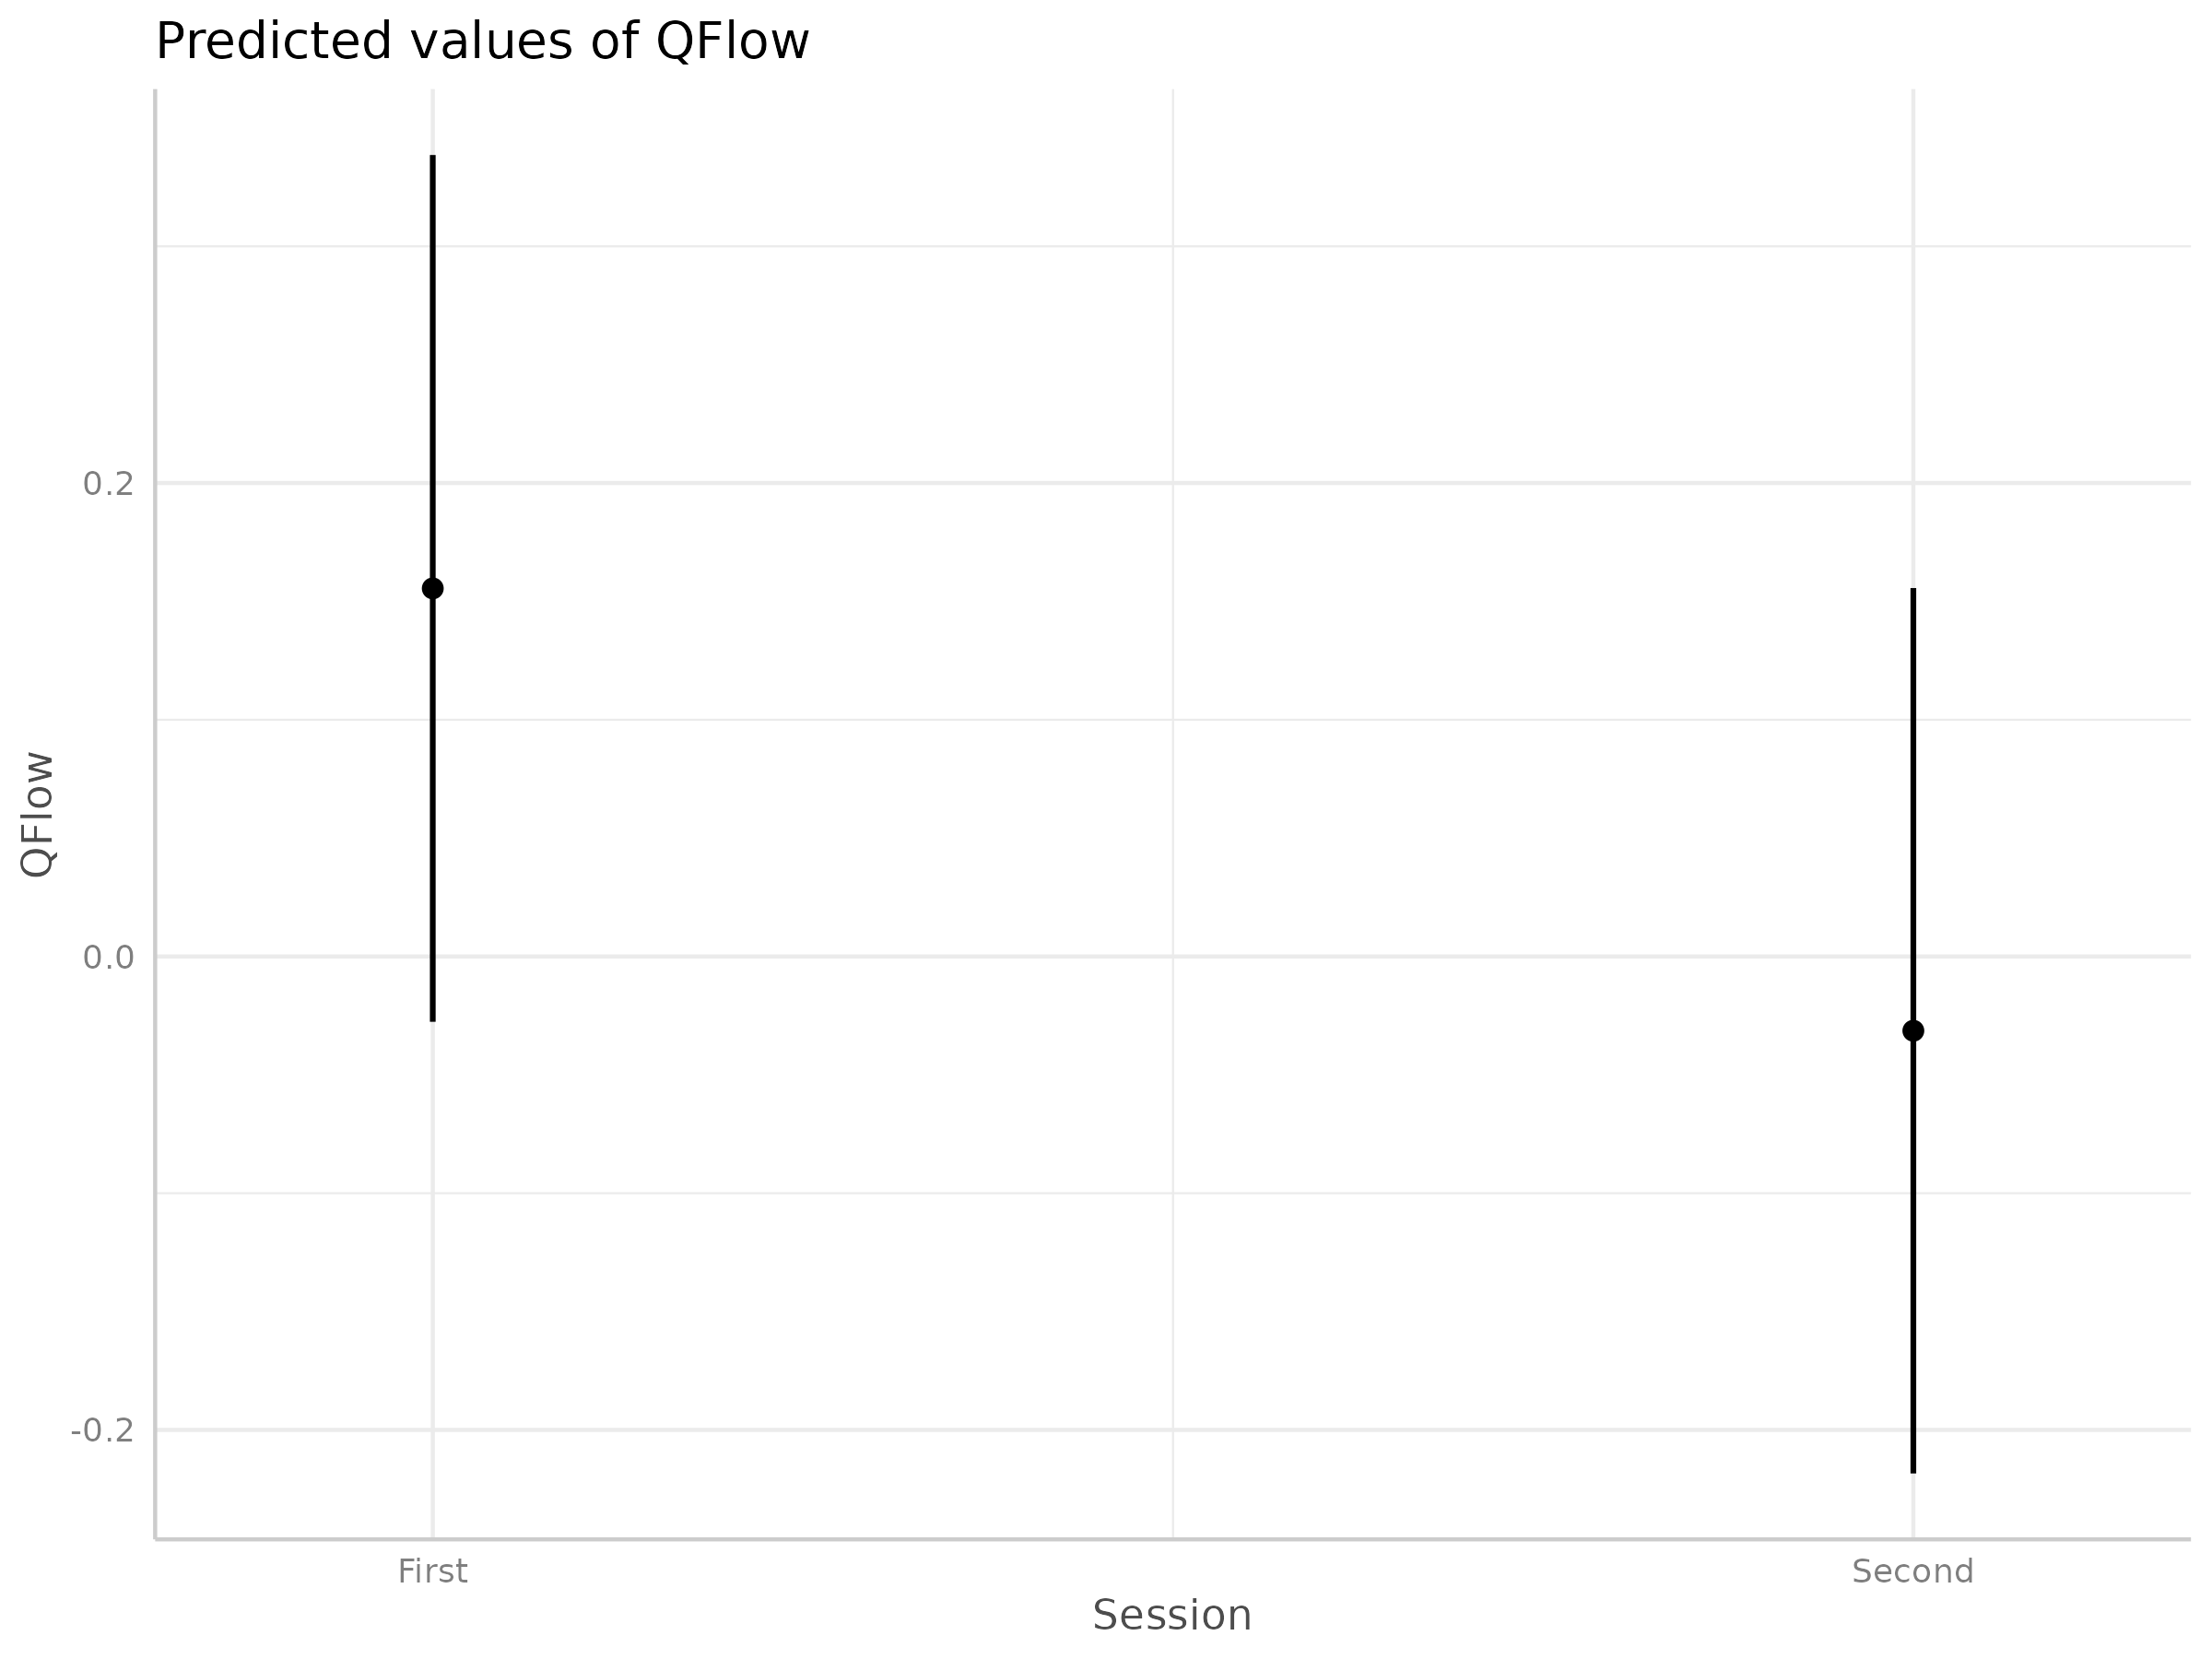 Predicted values of QFlow
QFlow
0.2
0.0
-0.2
First
Second
Session